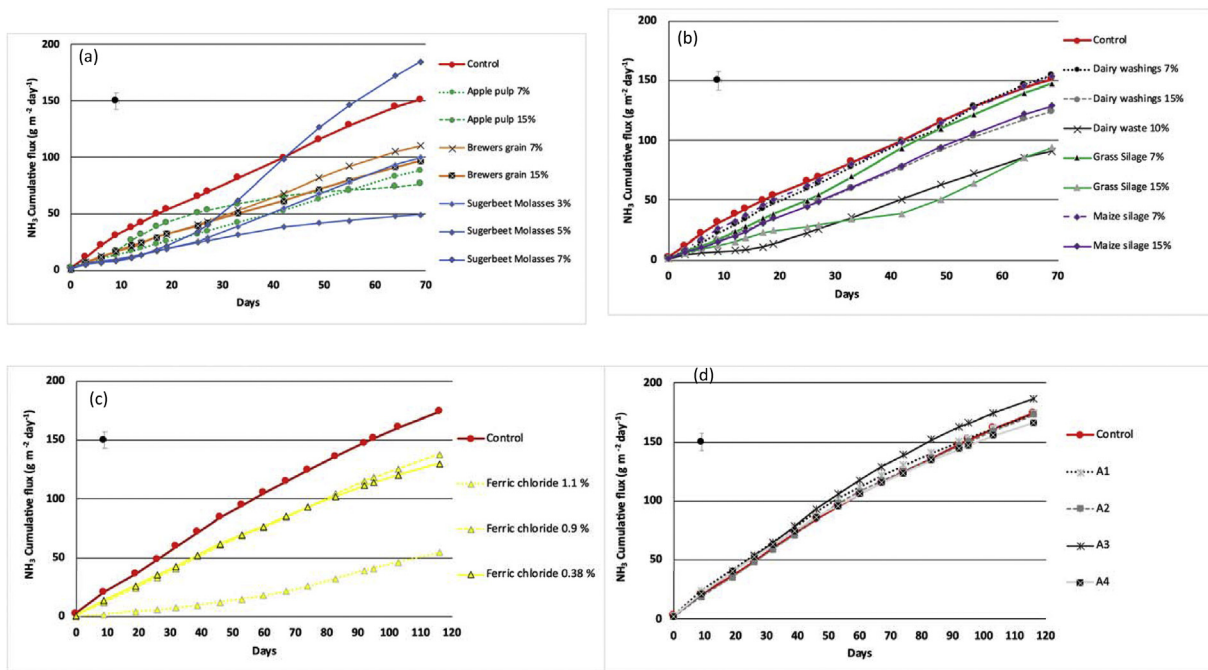 (a)
200
150
100
50
0
NH3 Cumulative flux (g m-2 day-1)
0 10 20 30 40 50 60 70
Days
Control
Apple pulp 7%
Apple pulp 15%
Brewers grain 7%
Brewers grain 15%
Sugerbeet Molasses 3%
Sugerbeet Molasses 5%
Sugerbeet Molasses 7%
(b)
200
150
100
50
0
NH3 Cumulative flux (g m-2 day-1)
0 10 20 30 40 50 60 70
Days
Control
Dairy washings 7%
Dairy washings 15%
Dairy waste 10%
Grass Silage 7%
Grass Silage 15%
Maize silage 7%
Maize silage 15%
(c)
200
150
100
50
0
NH3 Cumulative flux (g m-2 day-1)
0 10 20 30 40 50 60 70 80 90 100 110 120
Days
Control
Ferric chloride 1.1 %
Ferric chloride 0.9 %
Ferric chloride 0.38 %
(d)
200
150
100
50
0
NH3 Cumulative flux (g m-2 day-1)
0 10 20 30 40 50 60 70 80 90 100 110 120
Days
Control
A1
A2
A3
A4